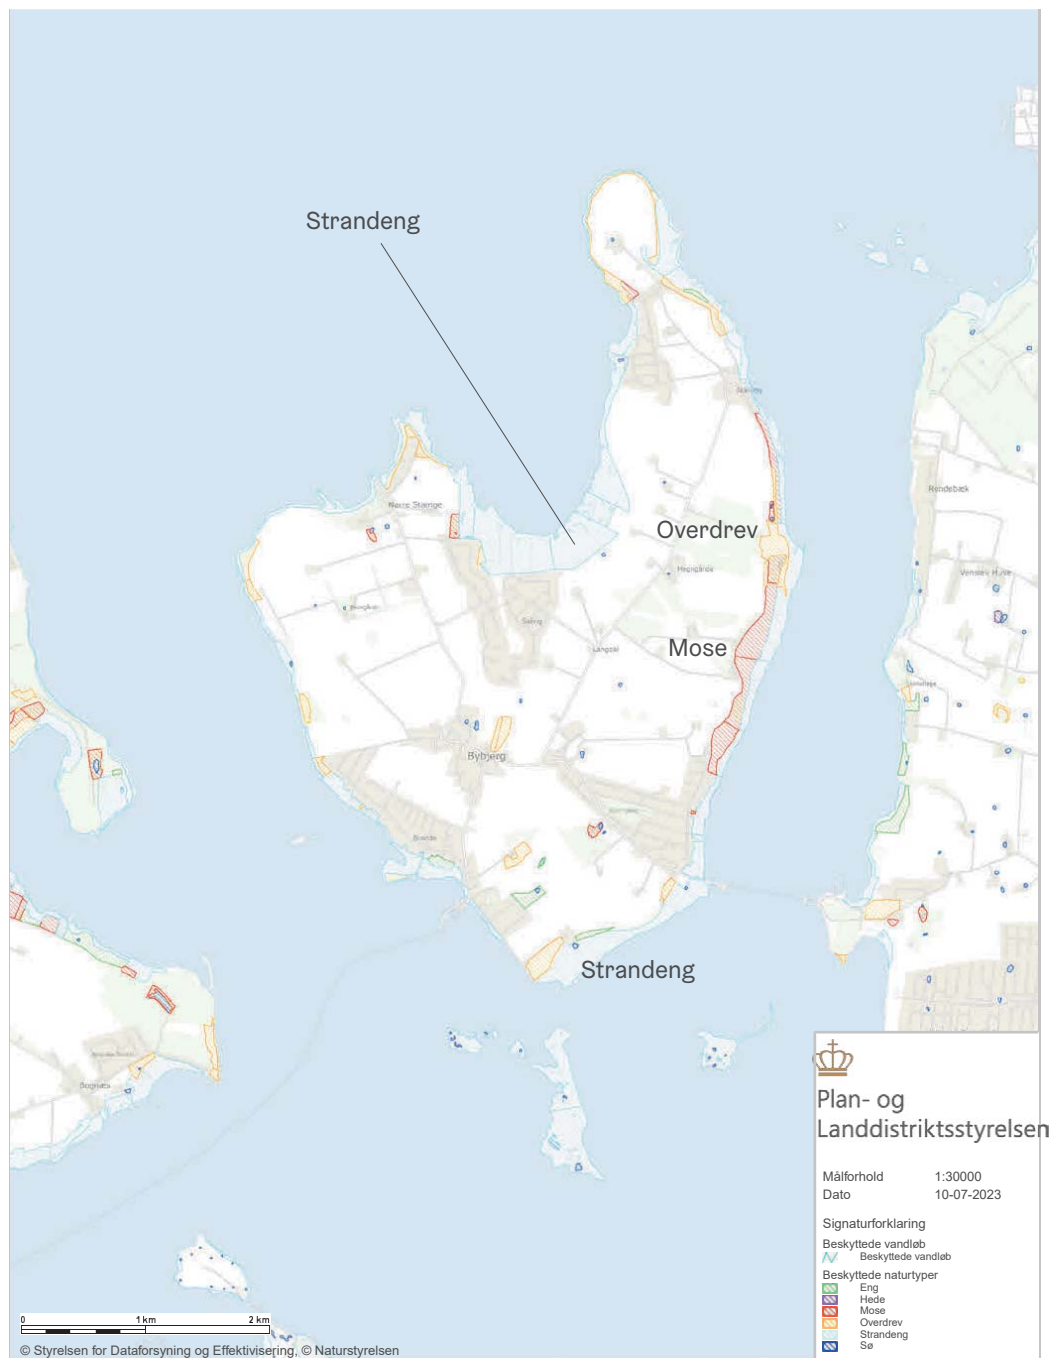 Strandeng
Rendebæk
Overdrev
Venslev Huse
Mose
Bybjerg
Strandeng
Plan- og
Landdistriktsstyrelsen
Målforhold 1:30000
Dato 10-07-2023
Signaturforklaring
Beskyttede vandløb
Beskyttede vandløb
Beskyttede naturtyper
Eng
Hede
Mose
Overdrev
Strandeng
Sø
0 1 km 2 km
© Styrelsen for Dataforsyning og Effektivisering, © Naturstyrelsen